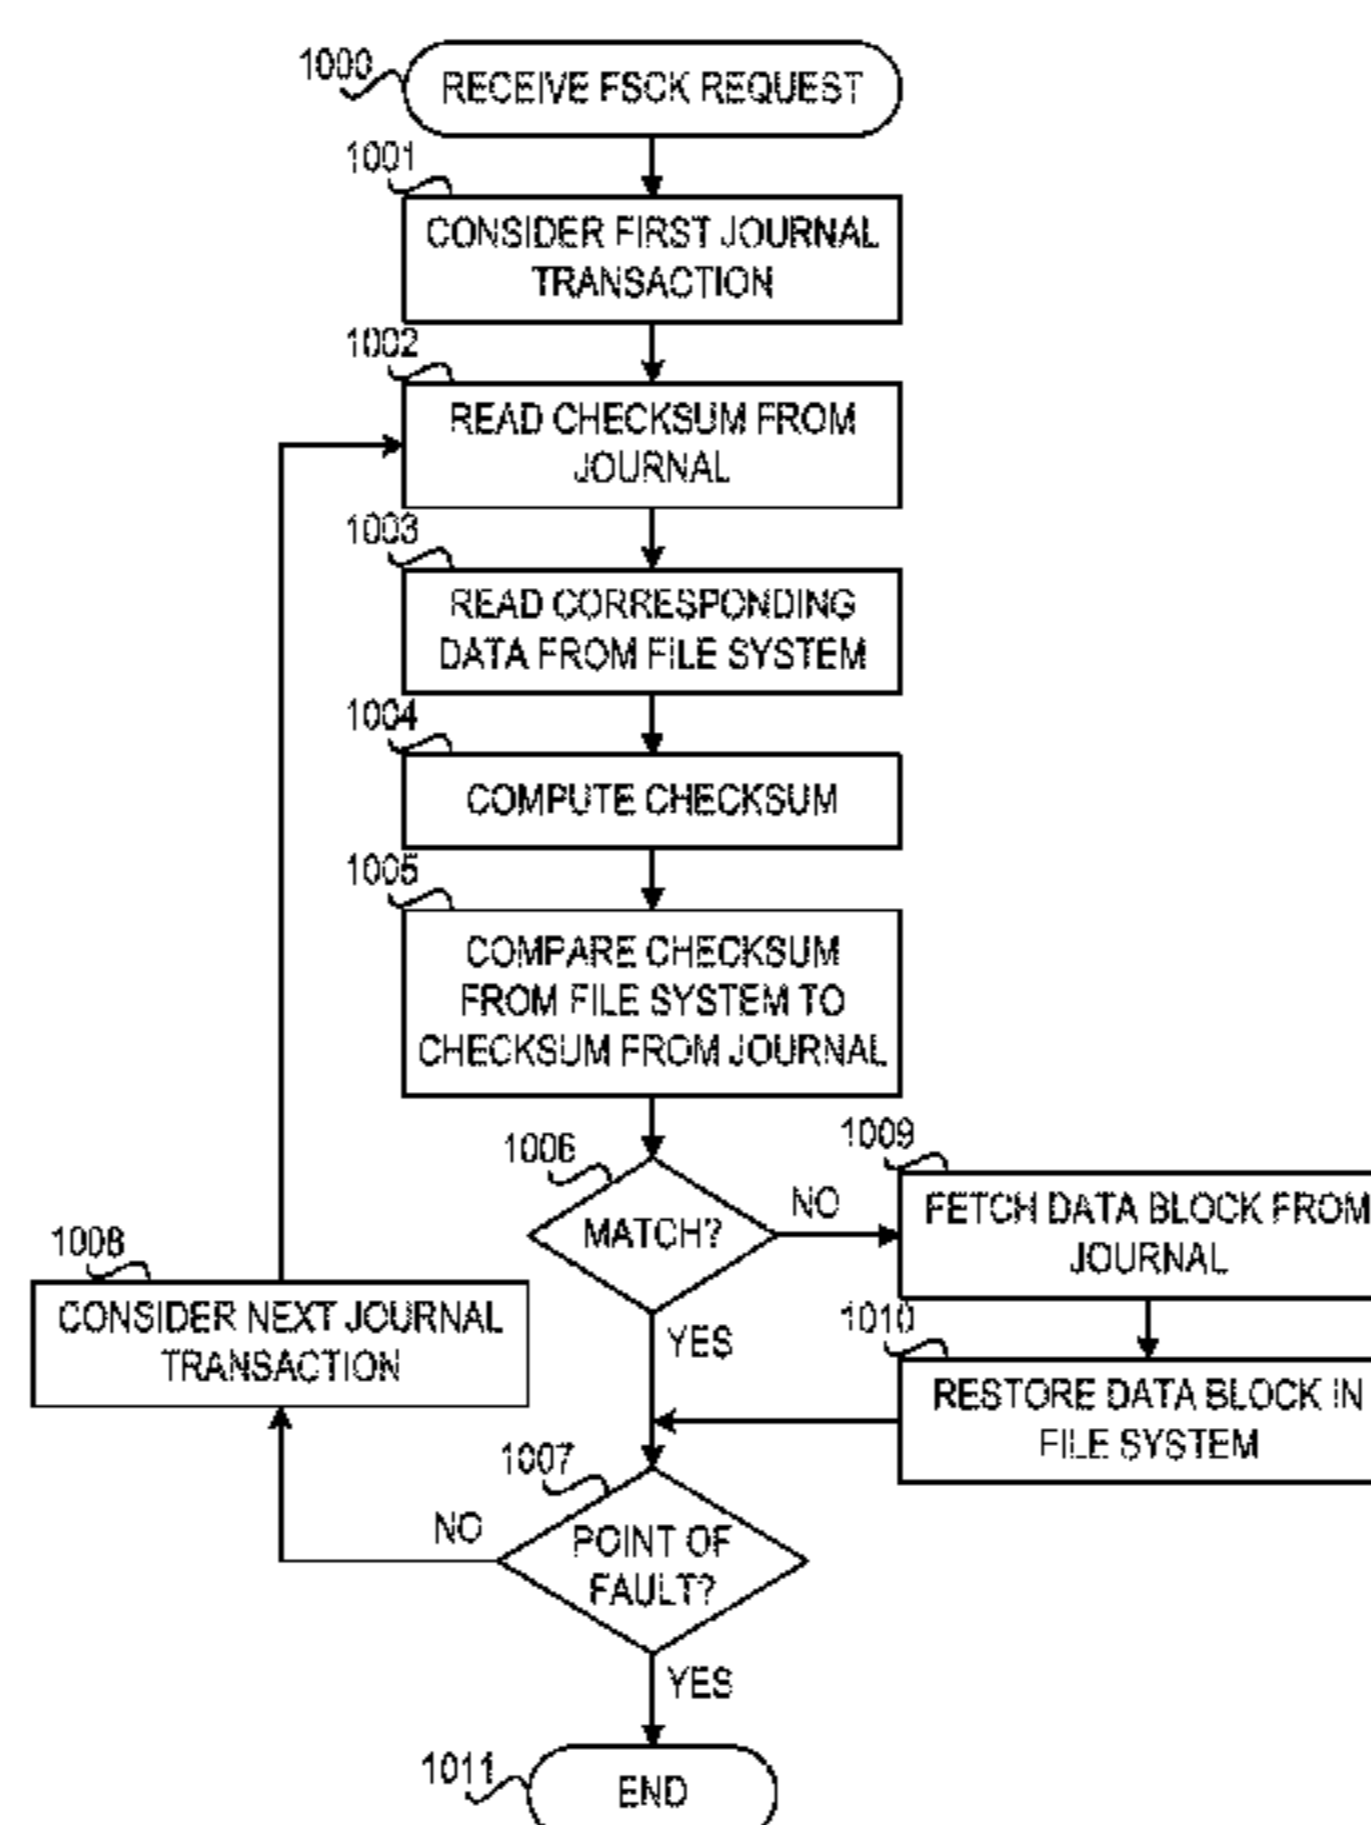 1000
RECEIVE FSCK REQUEST
1001
CONSIDER FIRST JOURNAL
TRANSACTION
1002
READ CHECKSUM FROM
JOURNAL
1003
READ CORRESPONDING
DATA FROM FILE SYSTEM
1004
COMPUTE CHECKSUM
1005
COMPARE CHECKSUM
FROM FILE SYSTEM TO
CHECKSUM FROM JOURNAL
1006
MATCH?
NO
YES
1009
FETCH DATA BLOCK FROM
JOURNAL
1010
RESTORE DATA BLOCK IN
FILE SYSTEM
1008
CONSIDER NEXT JOURNAL
TRANSACTION
1007
POINT OF
FAULT?
NO
YES
1011
END